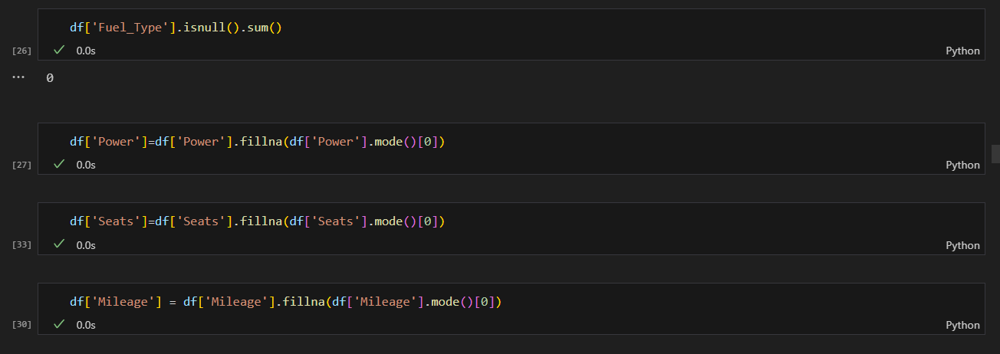 df['Fuel_Type'].isnull().sum()
[26]
0.0s
Python
... 0
df['Power']=df['Power'].fillna(df['Power'].mode()[0])
[27]
0.0s
Python
df['Seats']=df['Seats'].fillna(df['Seats'].mode()[0])
[33]
0.0s
Python
df['Mileage'] = df['Mileage'].fillna(df['Mileage'].mode()[0])
[30]
0.0s
Python